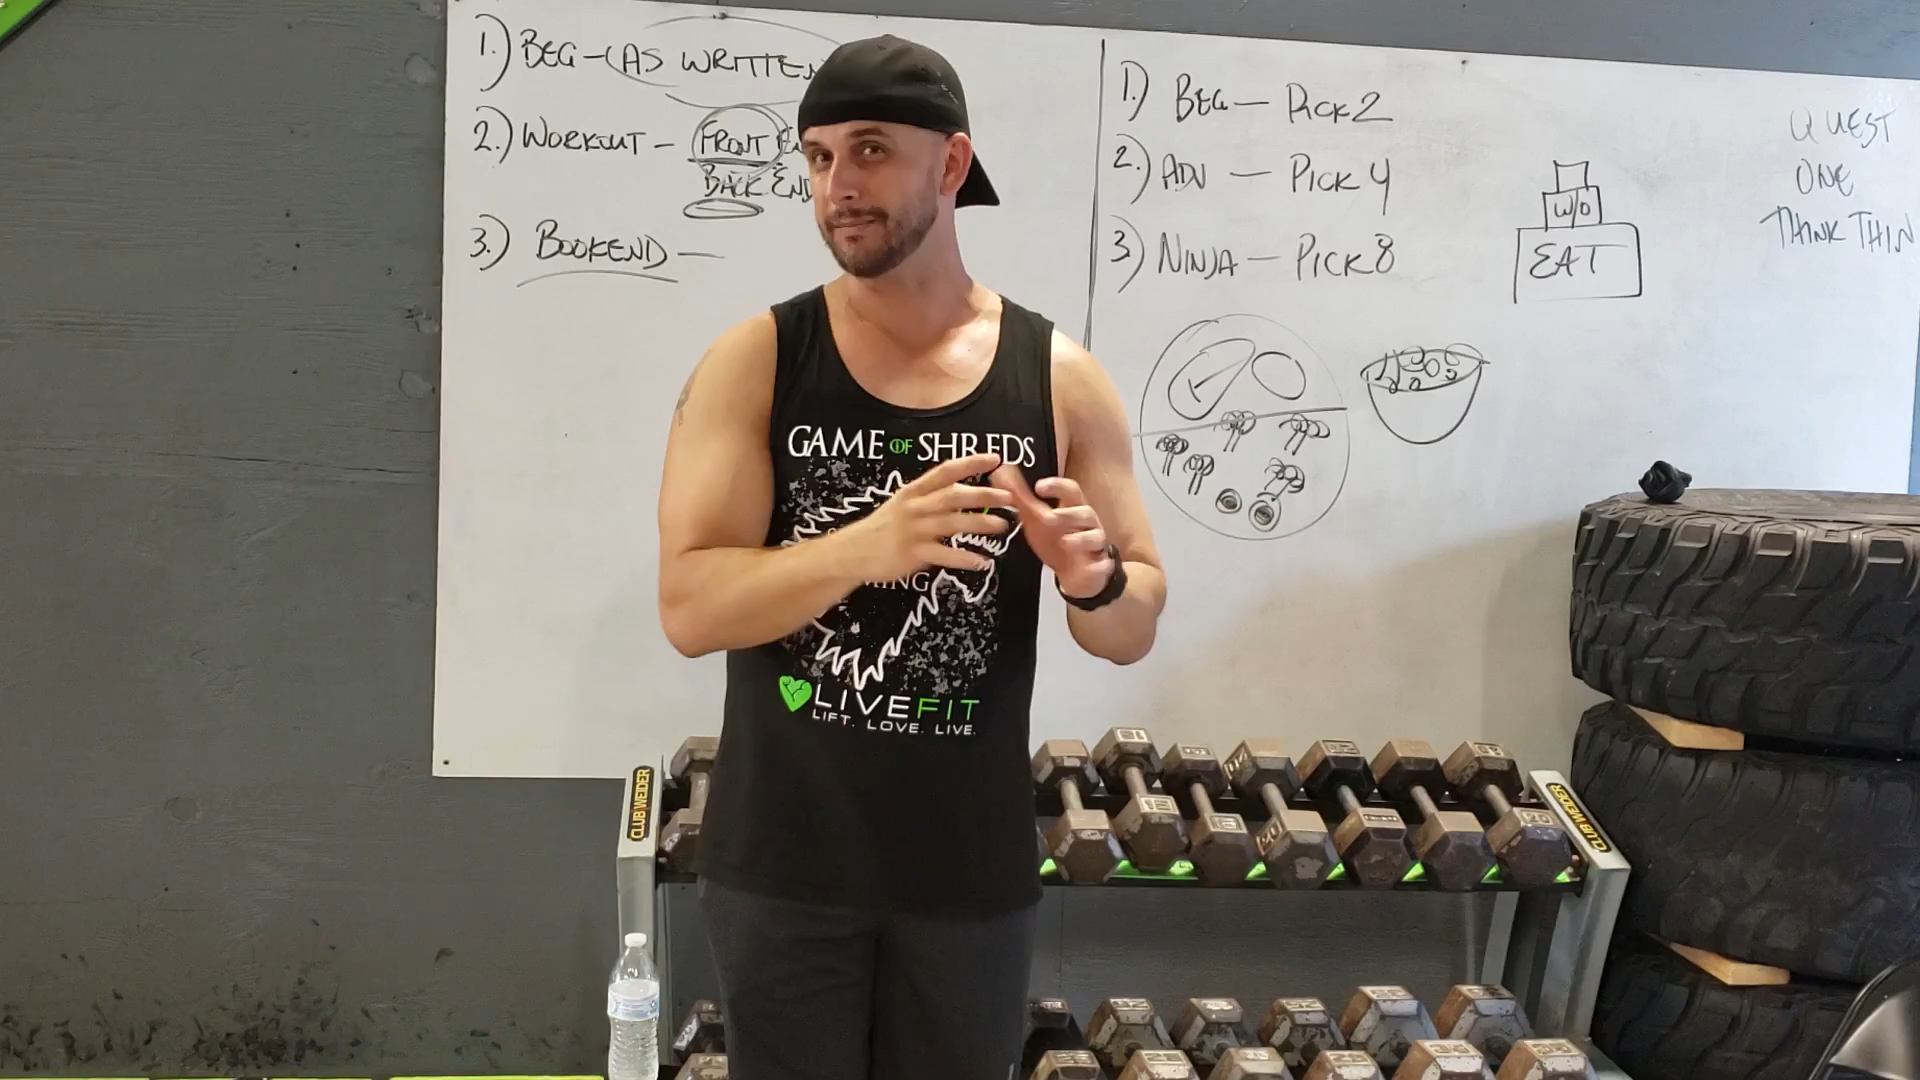 1.) BEG - (AS WRITTEN
2.) WORKOUT - FRONT
BACK END
3.) BOOKEND -
1.) BEG - PICK 2
2.) ADV - PICK 4
3.) NINJA - PICK 8
W/O
EAT
QUEST
ONE
THINK THIN
GAME OF SHREDS
MING
LIVEFIT
LIFT. LOVE. LIVE.
CLUB WEIDER
CLUB WEIDER